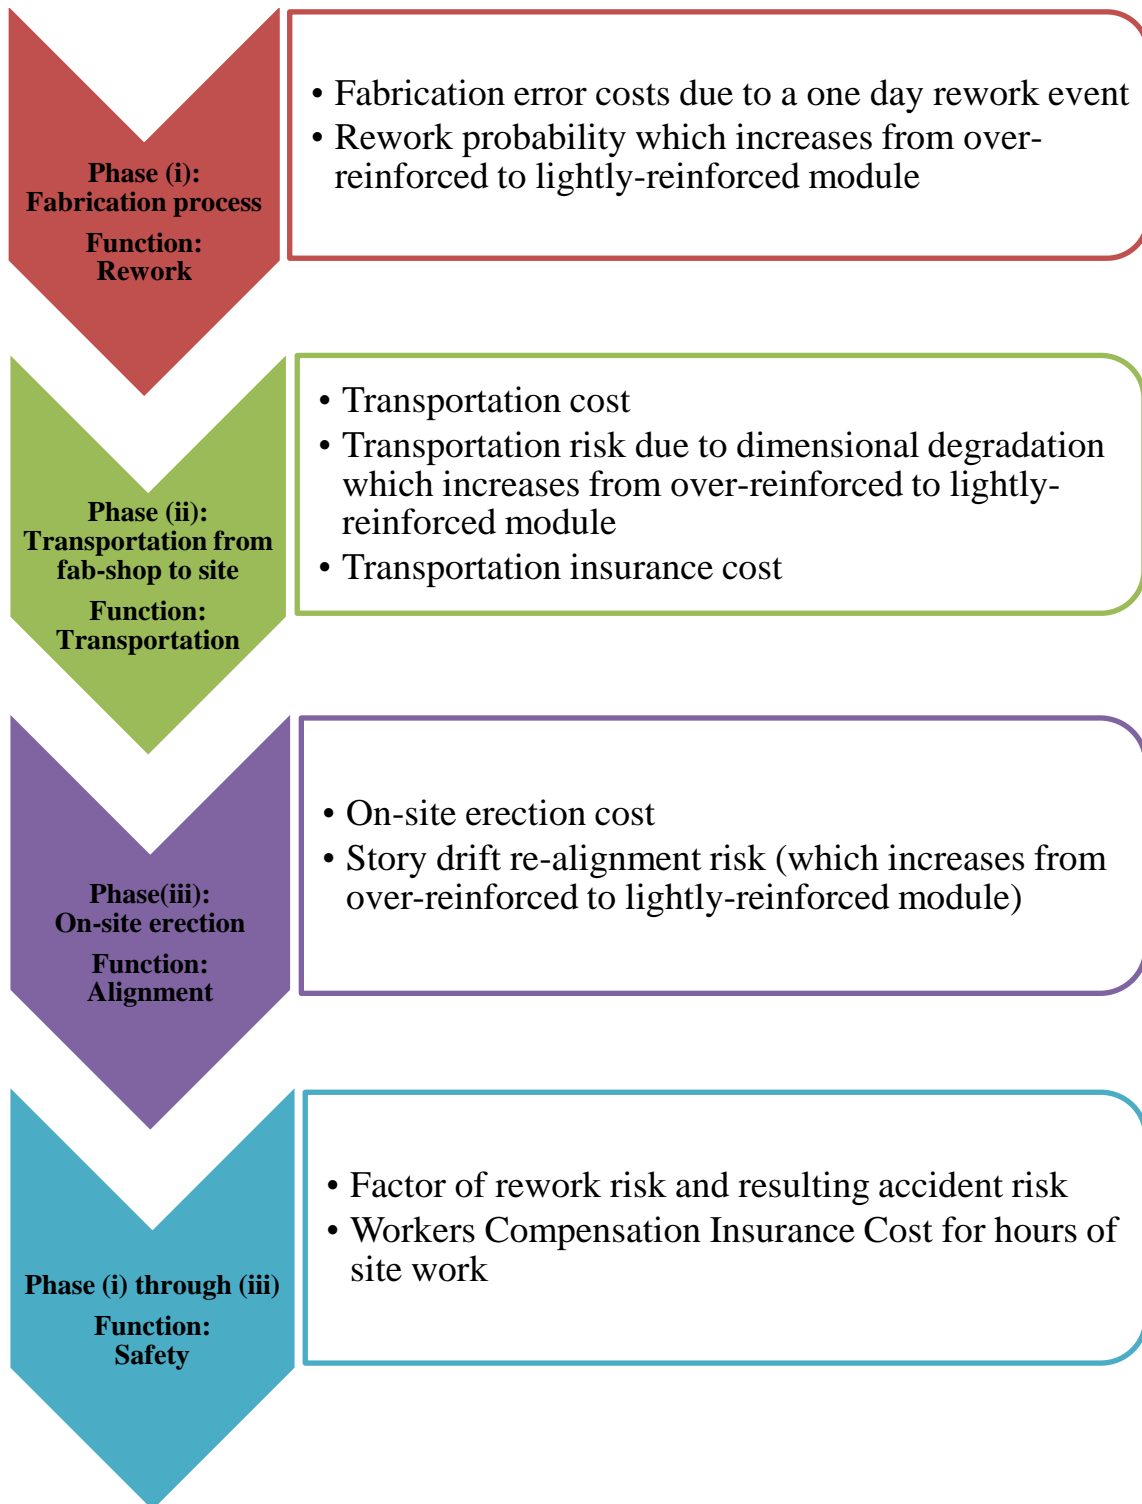 Phase (i):
Fabrication process
Function:
Rework
• Fabrication error costs due to a one day rework event
• Rework probability which increases from over-
reinforced to lightly-reinforced module
Phase (ii):
Transportation from
fab-shop to site
Function:
Transportation
• Transportation cost
• Transportation risk due to dimensional degradation
which increases from over-reinforced to lightly-
reinforced module
• Transportation insurance cost
Phase(iii):
On-site erection
Function:
Alignment
• On-site erection cost
• Story drift re-alignment risk (which increases from
over-reinforced to lightly-reinforced module)
Phase (i) through (iii)
Function:
Safety
• Factor of rework risk and resulting accident risk
• Workers Compensation Insurance Cost for hours of
site work